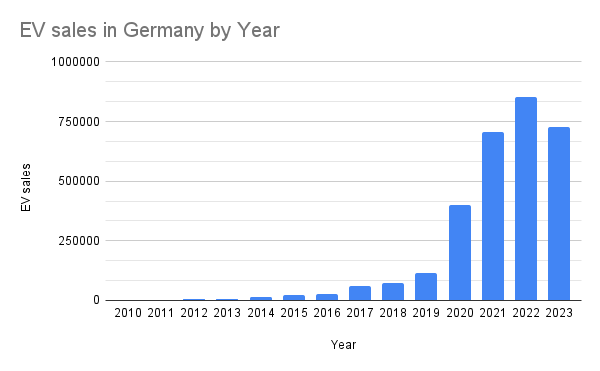 EV sales in Germany by Year
1000000
750000
500000
250000
0
EV sales
2010 2011 2012 2013 2014 2015 2016 2017 2018 2019 2020 2021 2022 2023
Year